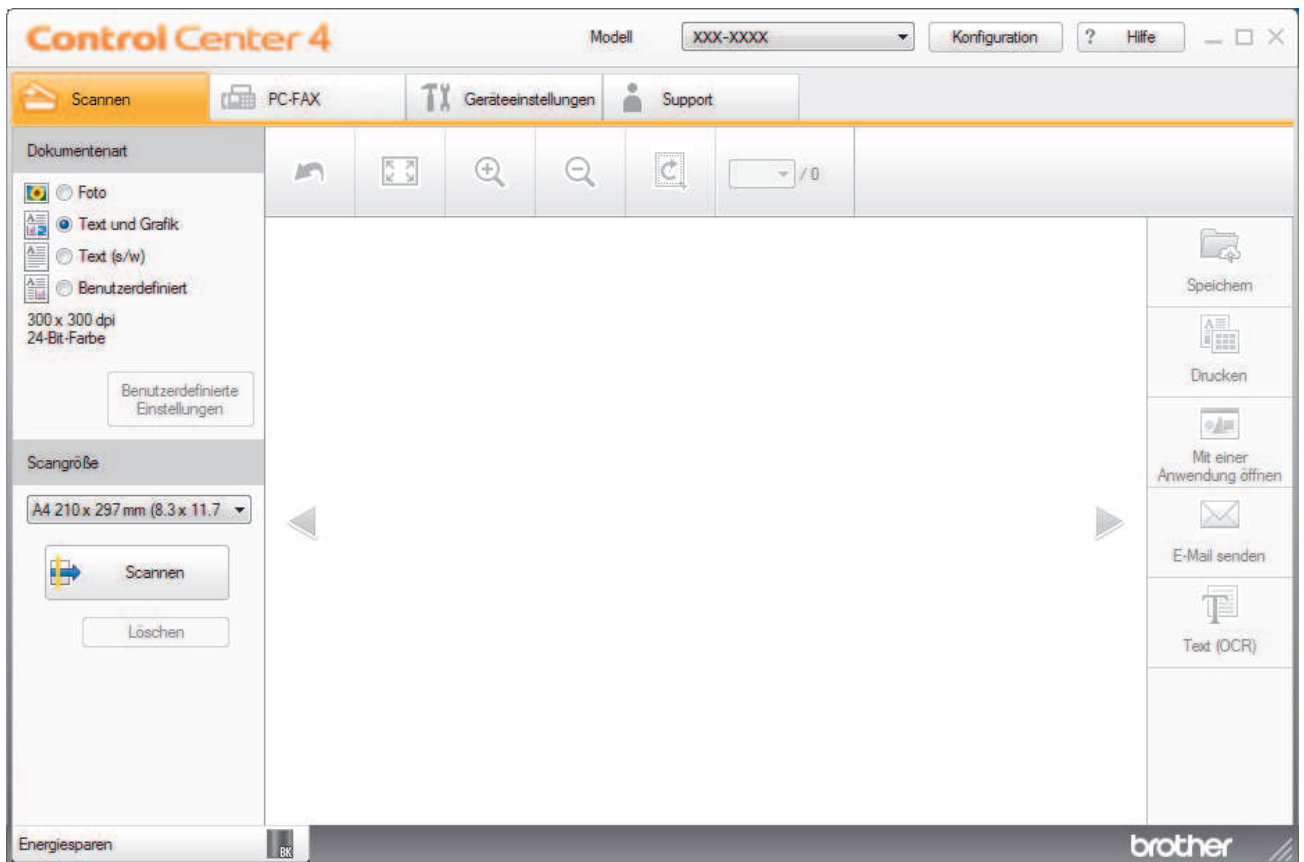 Control Center 4
Modell
XXX-XXXX
Konfiguration
? Hilfe
Scannen
PC-FAX
Geräteeinstellungen
Support
Dokumentenart
Foto
Text und Grafik
Text (s/w)
Benutzerdefiniert
300 x 300 dpi
24-Bit-Farbe
Benutzerdefinierte
Einstellungen
Scangröße
A4 210 x 297 mm (8.3 x 11.7
Scannen
Löschen
/ 0
Speichern
Drucken
Mit einer
Anwendung öffnen
E-Mail senden
Text (OCR)
Energiesparen
BK
brother